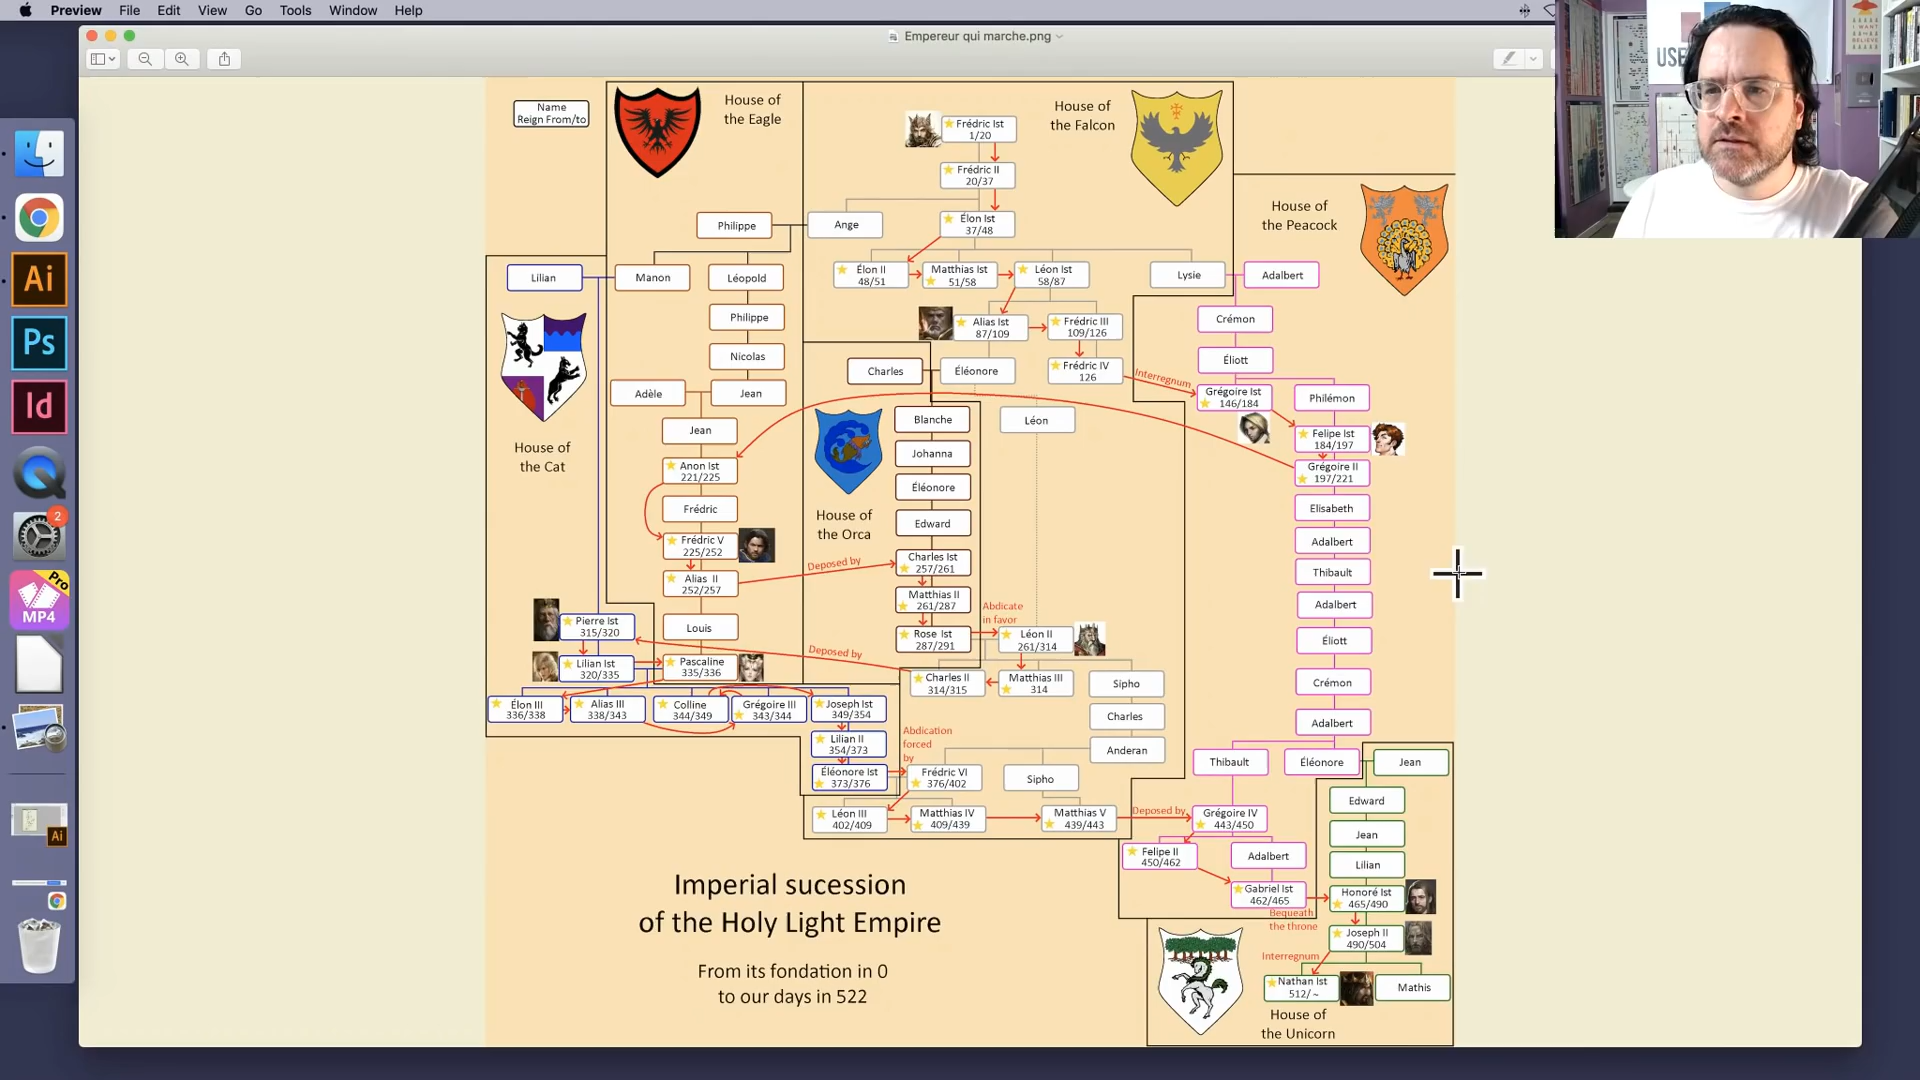 Preview File Edit View Go Tools Window Help
Empereur qui marche.png
USE
I WANT
BELIEVE
Name
Reign From/to
House of
the Eagle
House of
the Falcon
House of
the Peacock
Frédric Ist
1/20
Frédric II
20/37
Philippe
Ange
Élon Ist
37/48
Lilian
Manon
Léopold
Élon II
48/51
Matthias Ist
51/58
Léon Ist
58/87
Lysie
Adalbert
Philippe
Alias Ist
87/109
Frédric III
109/126
Crémon
Nicolas
Charles
Éléonore
Frédric IV
126
Interregnum
Éliott
Adèle
Jean
Grégoire Ist
146/184
Philémon
House of
the Cat
Jean
Blanche
Léon
Felipe Ist
184/197
Anon Ist
221/225
Johanna
Grégoire II
197/221
Frédric
Éléonore
Elisabeth
House of
the Orca
Edward
Adalbert
Frédric V
225/252
Deposed by
Charles Ist
257/261
Thibault
Alias II
252/257
Matthias II
261/287
Abdicate
in favor
Adalbert
Pierre Ist
315/320
Louis
Rose Ist
287/291
Léon II
261/314
Éliott
Deposed by
Lilian Ist
320/335
Pascaline
335/336
Charles II
314/315
Matthias III
314
Sipho
Crémon
Élon III
336/338
Alias III
338/343
Colline
344/349
Grégoire III
343/344
Joseph Ist
349/354
Charles
Adalbert
Lilian II
354/373
Abdication
forced
by
Anderan
Éléonore Ist
373/376
Frédric VI
376/402
Sipho
Thibault
Éléonore
Jean
Edward
Léon III
402/409
Matthias IV
409/439
Matthias V
439/443
Deposed by
Grégoire IV
443/450
Jean
Felipe II
450/462
Adalbert
Lilian
Gabriel Ist
462/465
Honoré Ist
465/490
Bequeath
the throne
Joseph II
490/504
Interregnum
Nathan Ist
512/ ~
Mathis
House of
the Unicorn
Imperial sucession
of the Holy Light Empire
From its fondation in 0
to our days in 522
Ai
Ps
Id
2
Pro
MP4
Ai